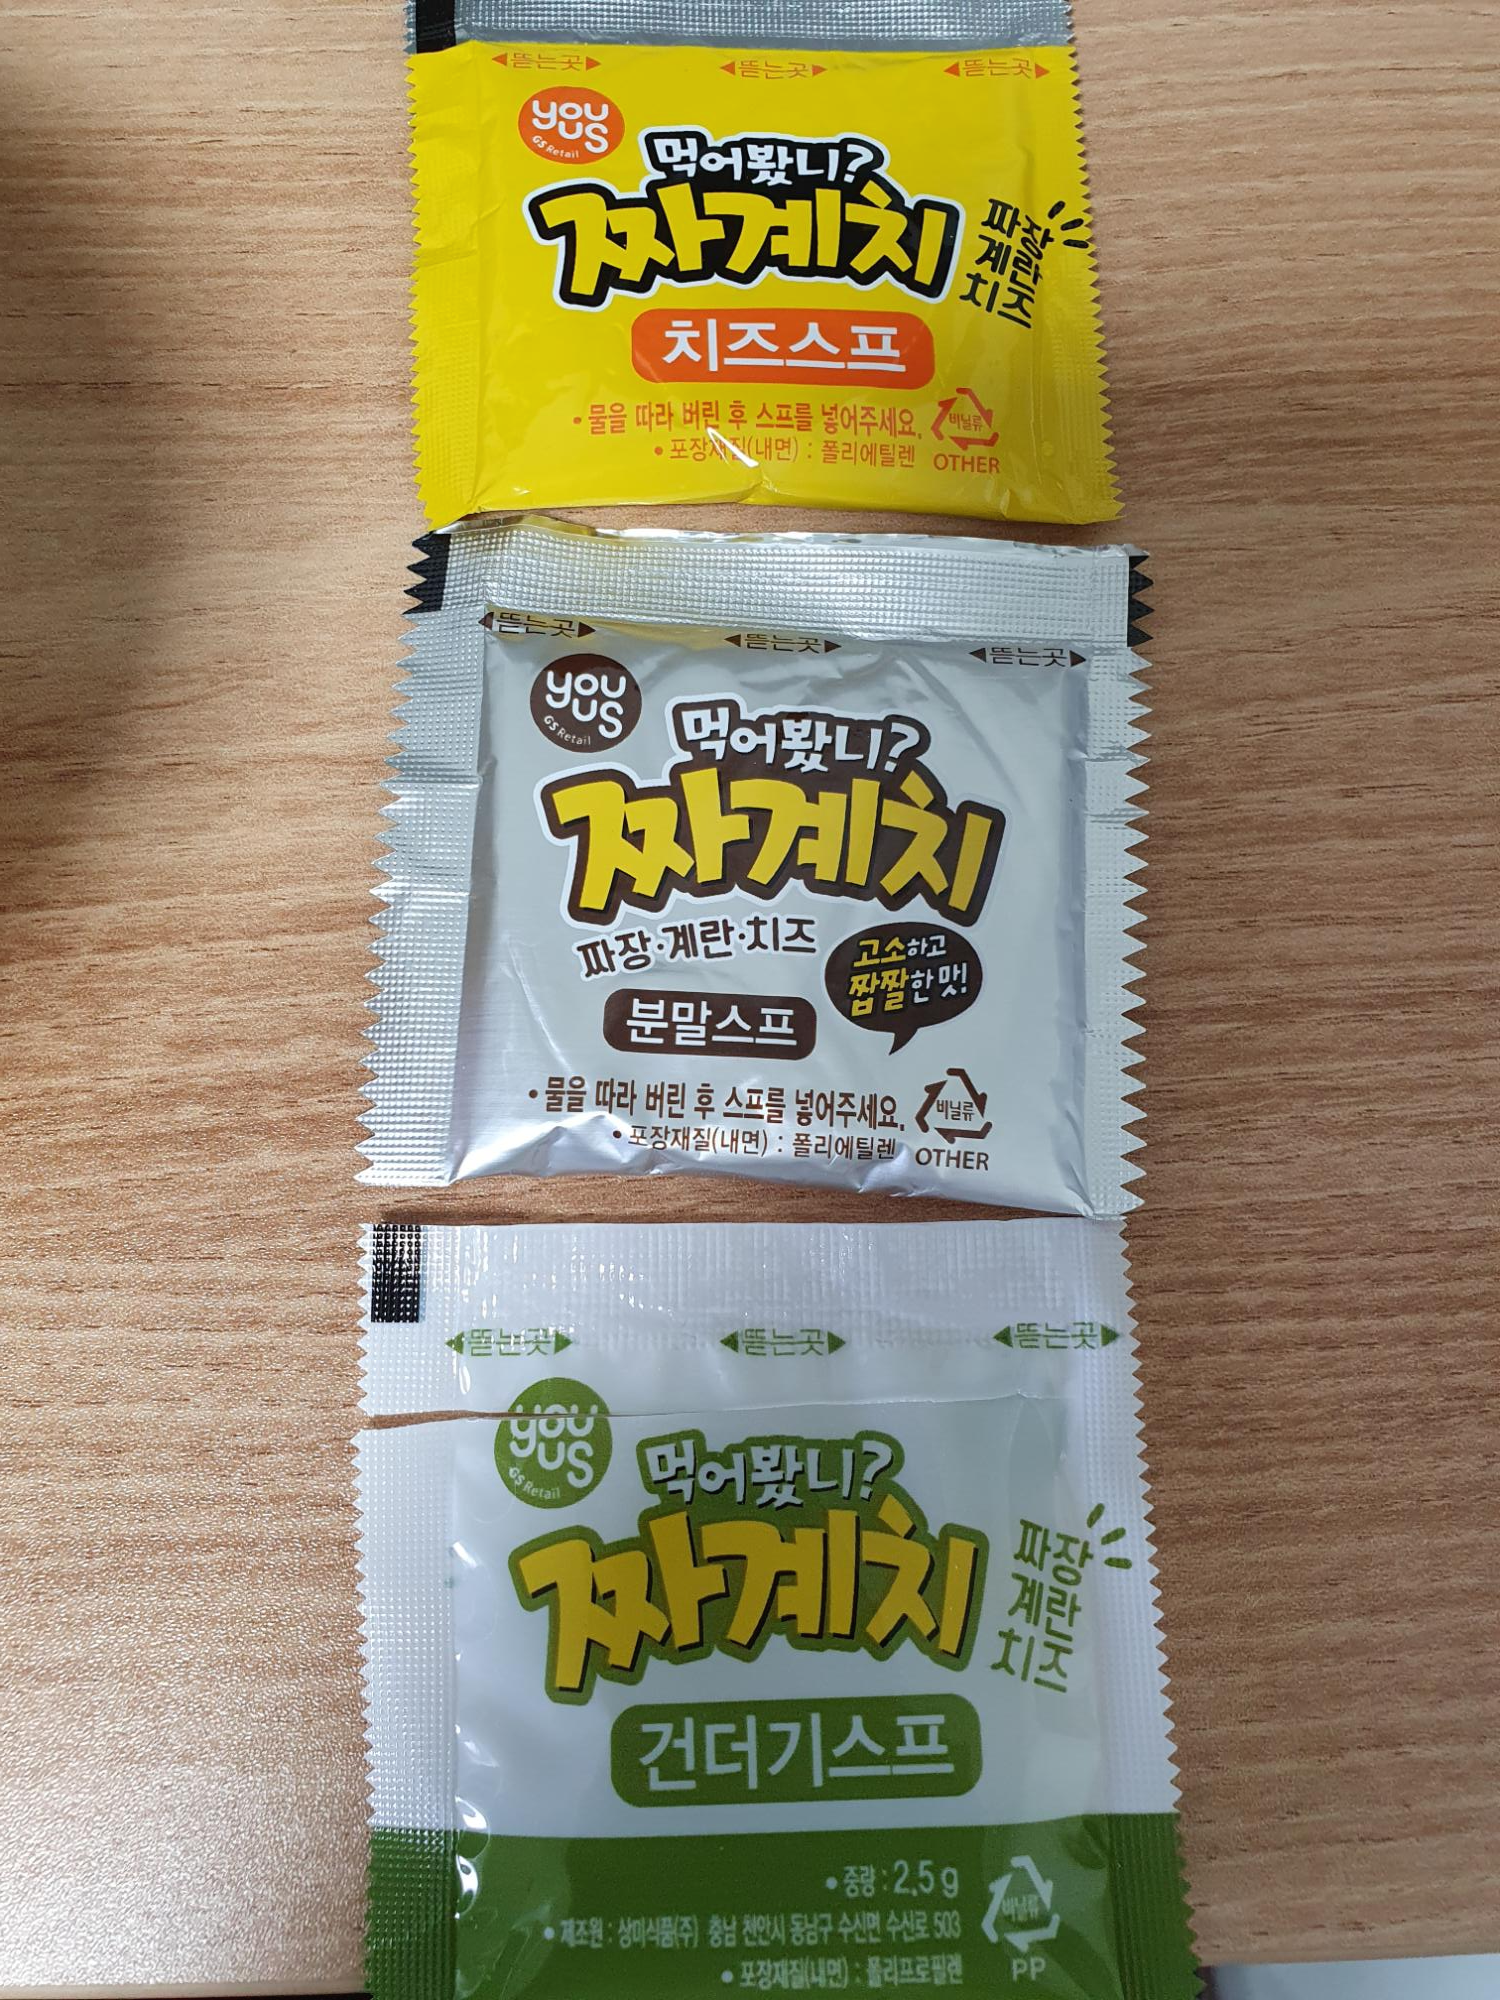 ◀뜯는곳▶ ◀뜯는곳▶ ◀뜯는곳▶
you
us
GS Retail
먹어봤니?
짜계치
짜장
계란
치즈
치즈스프
• 물을 따라 버린 후 스프를 넣어주세요.
• 포장재질(내면) : 폴리에틸렌
비닐류
OTHER
◀뜯는곳▶ ◀뜯는곳▶ ◀뜯는곳▶
you
us
GS Retail
먹어봤니?
짜계치
짜장·계란·치즈
고소하고
짭짤한 맛!
분말스프
• 물을 따라 버린 후 스프를 넣어주세요.
• 포장재질(내면) : 폴리에틸렌
비닐류
OTHER
◀뜯는곳▶ ◀뜯는곳▶ ◀뜯는곳▶
you
us
GS Retail
먹어봤니?
짜계치
짜장
계란
치즈
건더기스프
• 중량 : 2.5 g
• 제조원 : 상미식품(주) 충남 천안시 동남구 수신면 수신로 503
• 포장재질(내면) : 폴리프로필렌
비닐류
PP